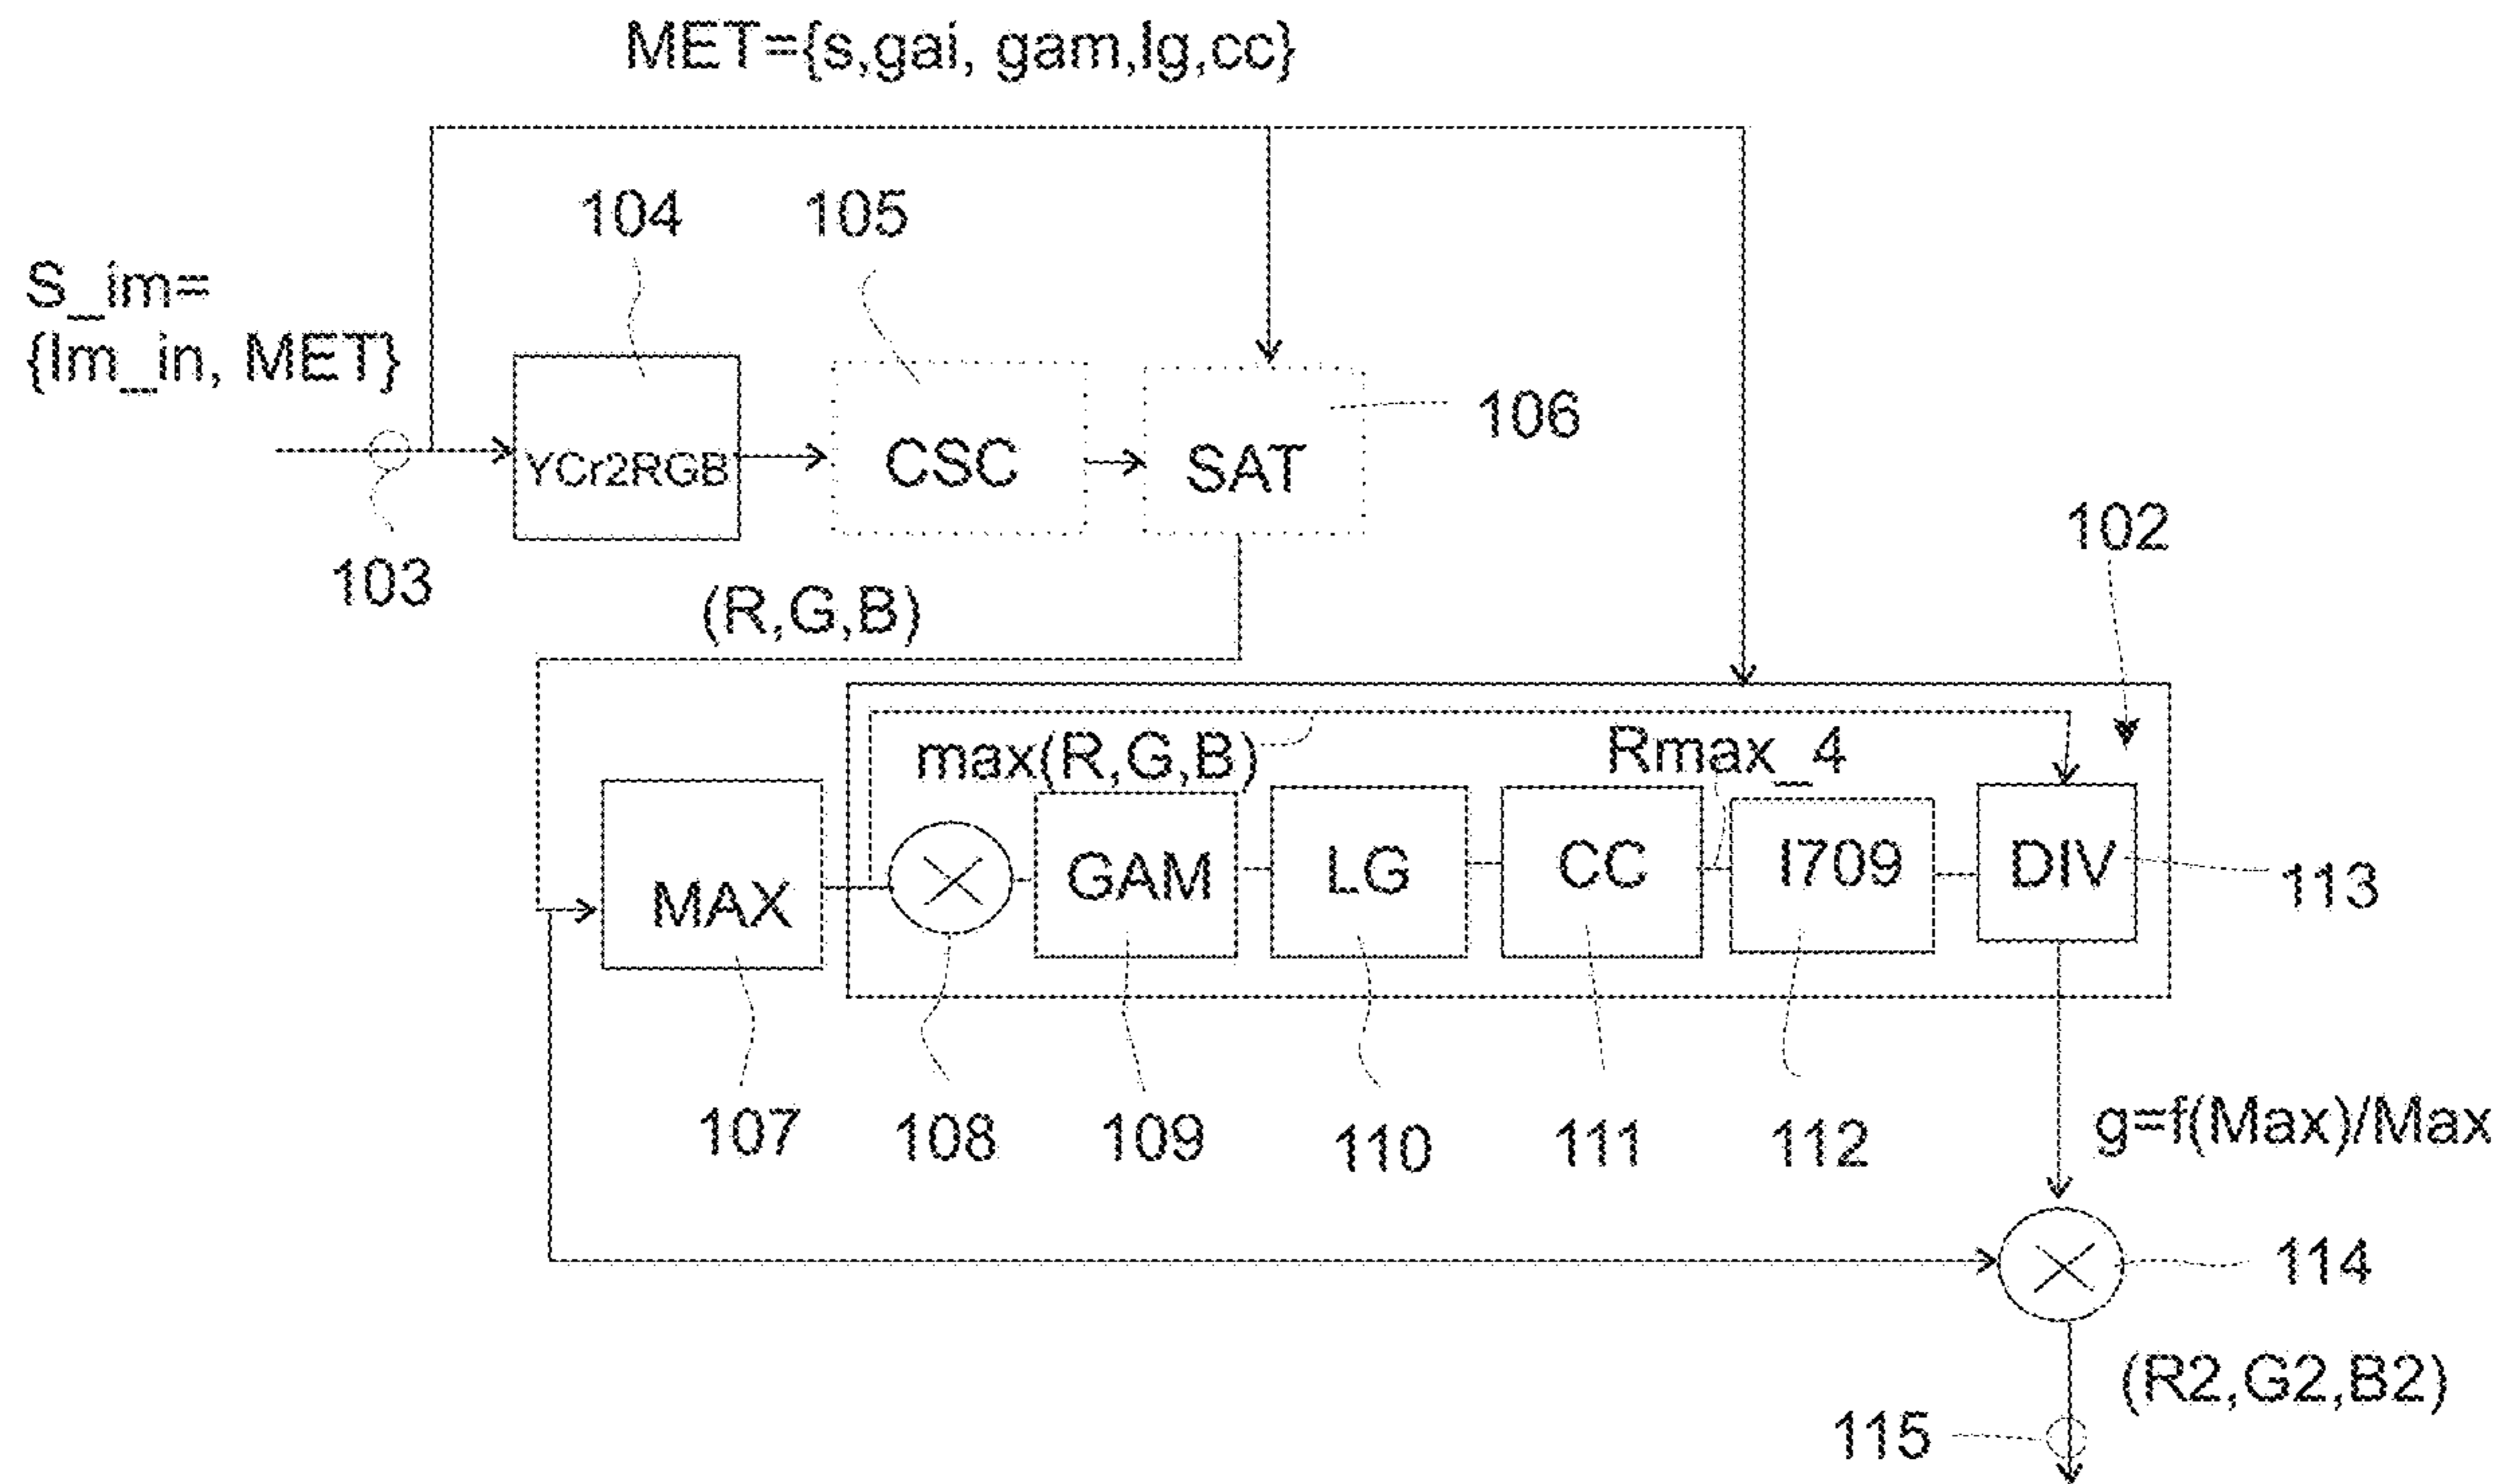 MET={s,gai, gam,lg,cc}
104
105
S_im=
{Im_in, MET}
106
YCr2RGB
CSC
SAT
102
103
(R,G,B)
max(R,G,B)
Rmax_4
MAX
GAM
LG
CC
I709
DIV
113
107
108
109
110
111
112
g=f(Max)/Max
114
(R2,G2,B2)
115